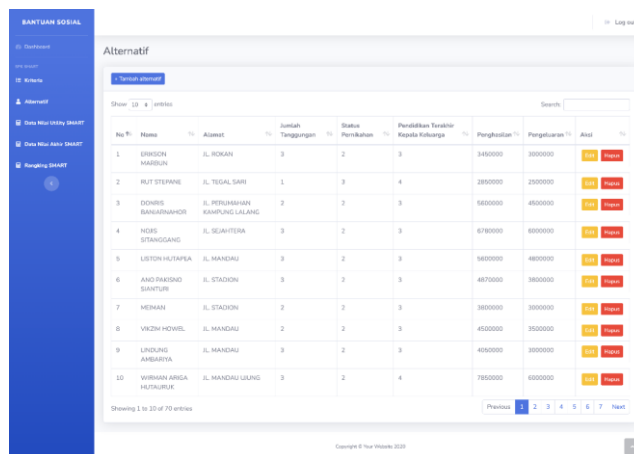 BANTUAN SOSIAL
Log ou
Dashboard
SPK SMART
Kriteria
Alternatif
Data Nilai Utility SMART
Data Nilai Akhir SMART
Rangking SMART
Alternatif
+ Tambah alternatif
Show 10 entries
Search:
No Nama Alamat Jumlah Tanggungan Status Pernikahan Pendidikan Terakhir Kepala Keluarga Penghasilan Pengeluaran Aksi
1 ERIKSON MARBUN JL. ROKAN 3 2 3 3450000 3000000 Edit Hapus
2 RUT STEPANE JL. TEGAL SARI 1 3 4 2850000 2500000 Edit Hapus
3 DONRIS BANJARNAHOR JL. PERUMAHAN KAMPUNG LALANG 2 2 3 5600000 4500000 Edit Hapus
4 SITANGGANG JL. SEJAHTERA 3 2 3 6780000 6000000 Edit Hapus
5 LISTON HUTAPEA JL. MANDAU 3 2 3 5600000 4800000 Edit Hapus
6 ANO PAKISNO SIANTURI JL. STADION 3 2 3 4870000 3800000 Edit Hapus
7 MEIMAN JL. STADION 2 2 3 3800000 3000000 Edit Hapus
8 VIKZIM HOWEL JL. MANDAU 2 2 3 4500000 3500000 Edit Hapus
9 LINDUNG AMBARIYA JL. MANDAU 3 2 3 4050000 3000000 Edit Hapus
10 WIRMAN ARIGA HUTAURUK JL. MANDAU UJUNG 3 2 4 7850000 6000000 Edit Hapus
Showing 1 to 10 of 70 entries
Previous 1 2 3 4 5 6 7 Next
Copyright © Your Website 2020